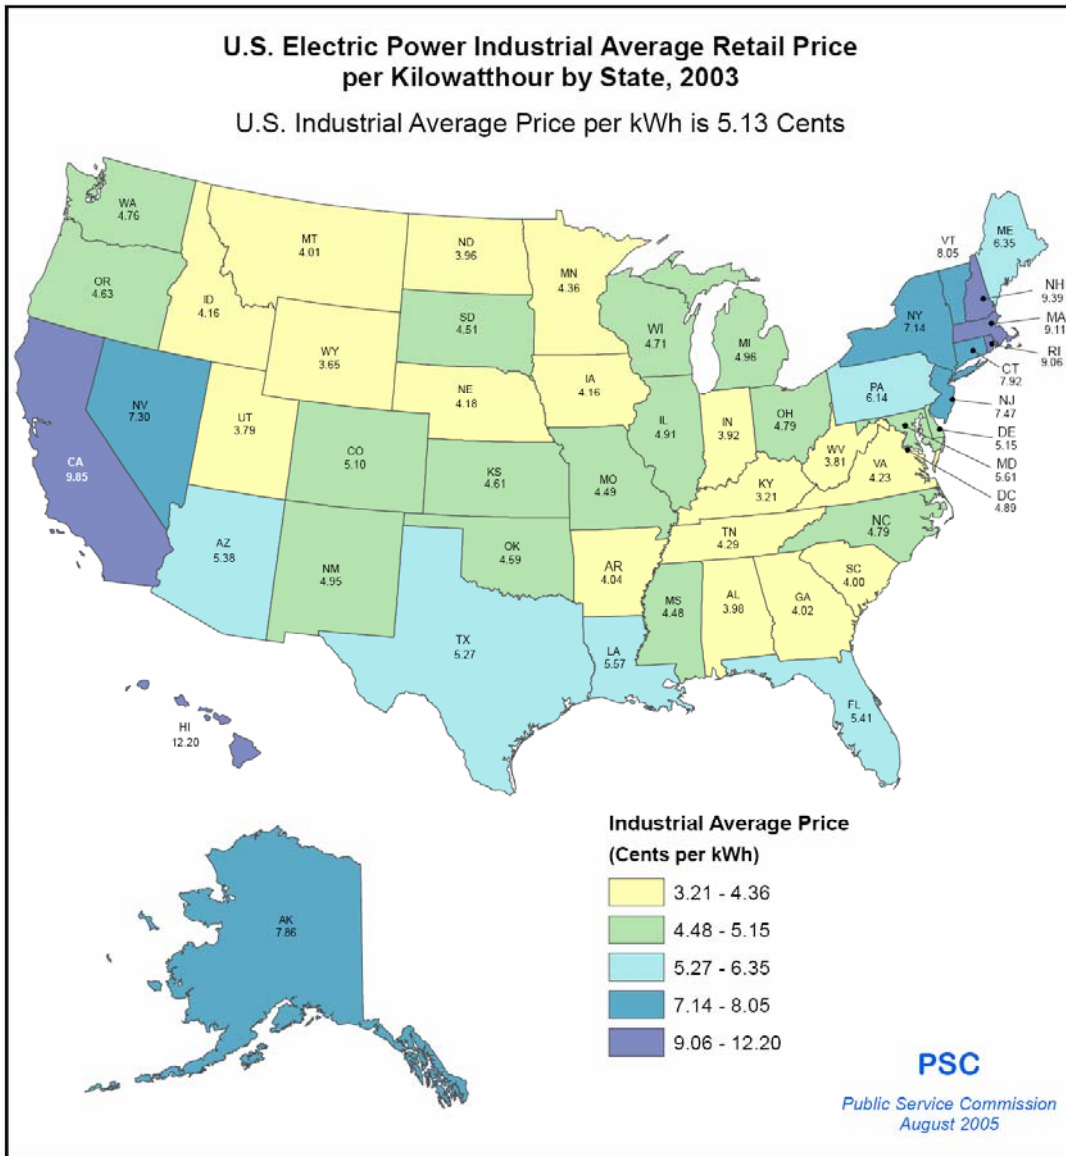 U.S. Electric Power Industrial Average Retail Price
per Kilowatthour by State, 2003
U.S. Industrial Average Price per kWh is 5.13 Cents
WA
4.76
MT
4.01
ND
3.96
MN
4.36
VT
8.05
ME
6.35
OR
4.63
ID
4.16
SD
4.51
WI
4.71
MI
4.96
NY
7.14
NH
9.39
MA
9.11
RI
9.06
CT
7.92
NJ
7.47
DE
5.15
MD
5.61
DC
4.89
WY
3.65
NE
4.18
IA
4.16
PA
6.14
NV
7.30
UT
3.79
IL
4.91
IN
3.92
OH
4.79
CA
9.85
CO
5.10
KS
4.61
MO
4.49
KY
3.21
WV
3.81
VA
4.23
AZ
5.38
NM
4.95
OK
4.59
AR
4.04
TN
4.29
NC
4.79
SC
4.00
MS
4.48
AL
3.98
GA
4.02
TX
5.27
LA
5.57
FL
5.41
HI
12.20
AK
7.86
Industrial Average Price
(Cents per kWh)
3.21 - 4.36
4.48 - 5.15
5.27 - 6.35
7.14 - 8.05
9.06 - 12.20
PSC
Public Service Commission
August 2005